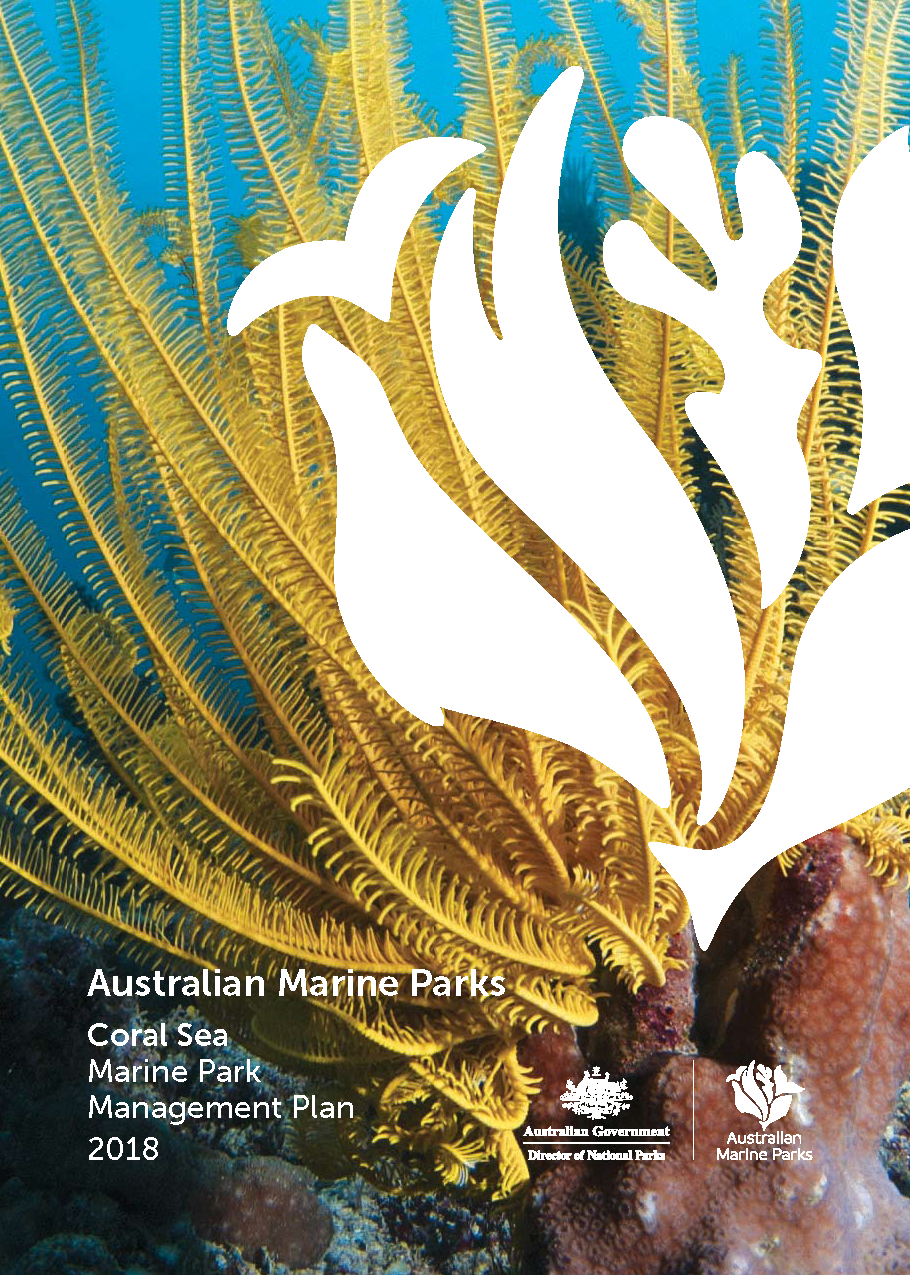 Australian Marine Parks
Coral Sea
Marine Park
Management Plan
2018
Australian Government
Director of National Parks
Australian
Marine Parks